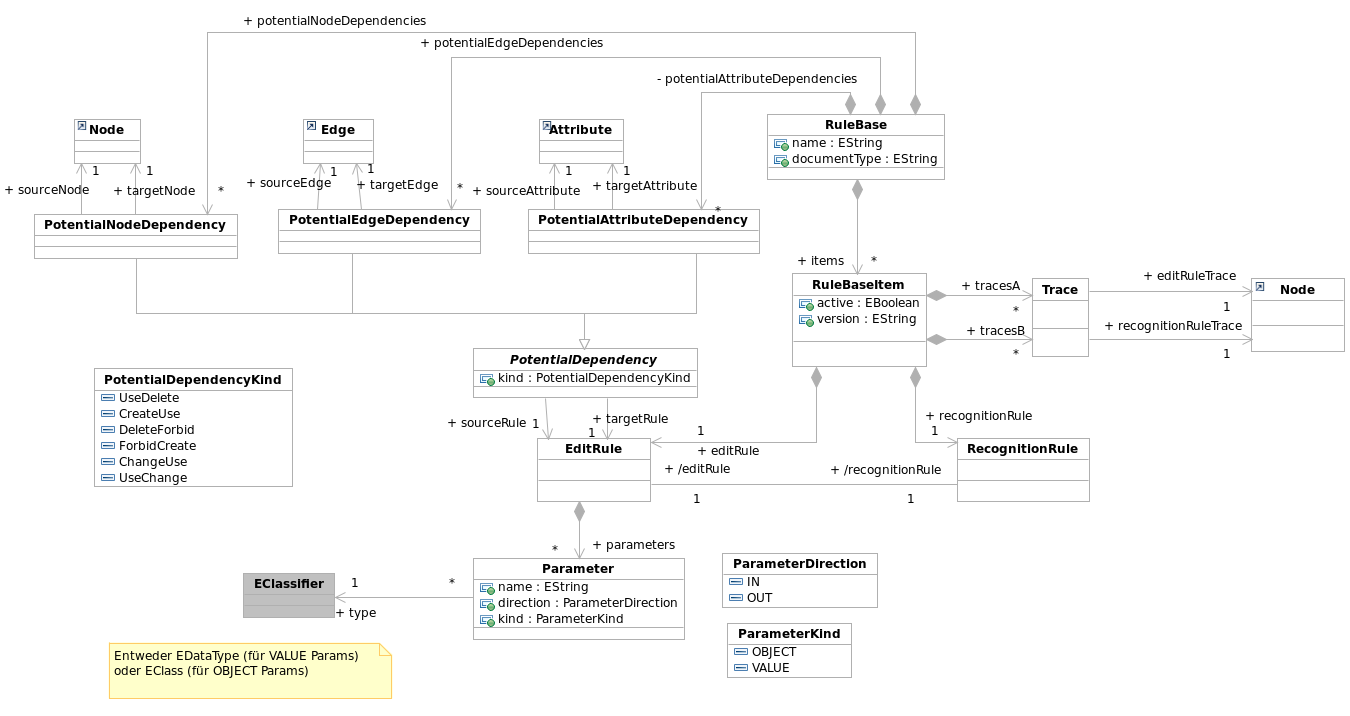 + potentialNodeDependencies
+ potentialEdgeDependencies
- potentialAttributeDependencies
Node
Edge
Attribute
RuleBase
name : EString
documentType : EString
1
1
1
1
1
1
+ sourceNode
+ targetNode
*
+ sourceEdge
+ targetEdge
*
+ sourceAttribute
+ targetAttribute
*
PotentialNodeDependency
PotentialEdgeDependency
PotentialAttributeDependency
+ items
*
RuleBaseItem
active : EBoolean
version : EString
+ tracesA
*
+ tracesB
*
Trace
+ editRuleTrace
1
+ recognitionRuleTrace
1
Node
PotentialDependency
kind : PotentialDependencyKind
PotentialDependencyKind
UseDelete
CreateUse
DeleteForbid
ForbidCreate
ChangeUse
UseChange
+ sourceRule
1
+ targetRule
1
1
+ editRule
+ recognitionRule
1
EditRule
+ /editRule
1
+ /recognitionRule
1
RecognitionRule
*
+ parameters
Parameter
name : EString
direction : ParameterDirection
kind : ParameterKind
EClassifier
1
*
+ type
ParameterDirection
IN
OUT
ParameterKind
OBJECT
VALUE
Entweder EDataType (für VALUE Params)
oder EClass (für OBJECT Params)